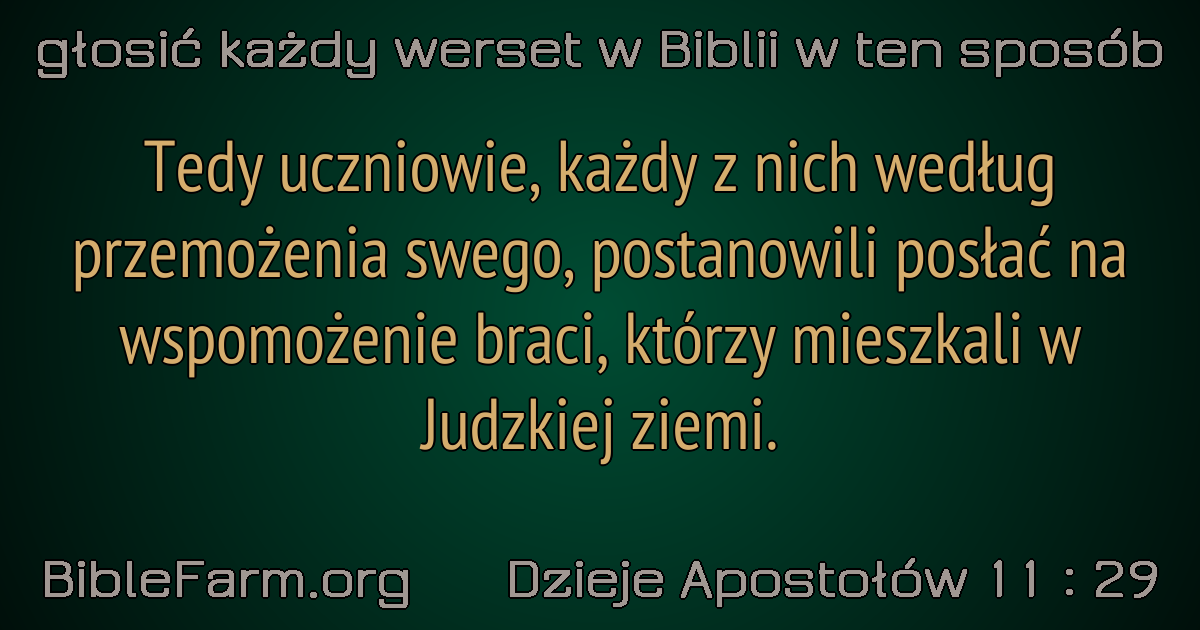 głosić każdy werset w Biblii w ten sposób
Tedy uczniowie, każdy z nich według
przemożenia swego, postanowili posłać na
wspomożenie braci, którzy mieszkali w
Judzkiej ziemi.
BibleFarm.org Dzieje Apostołów 11 : 29